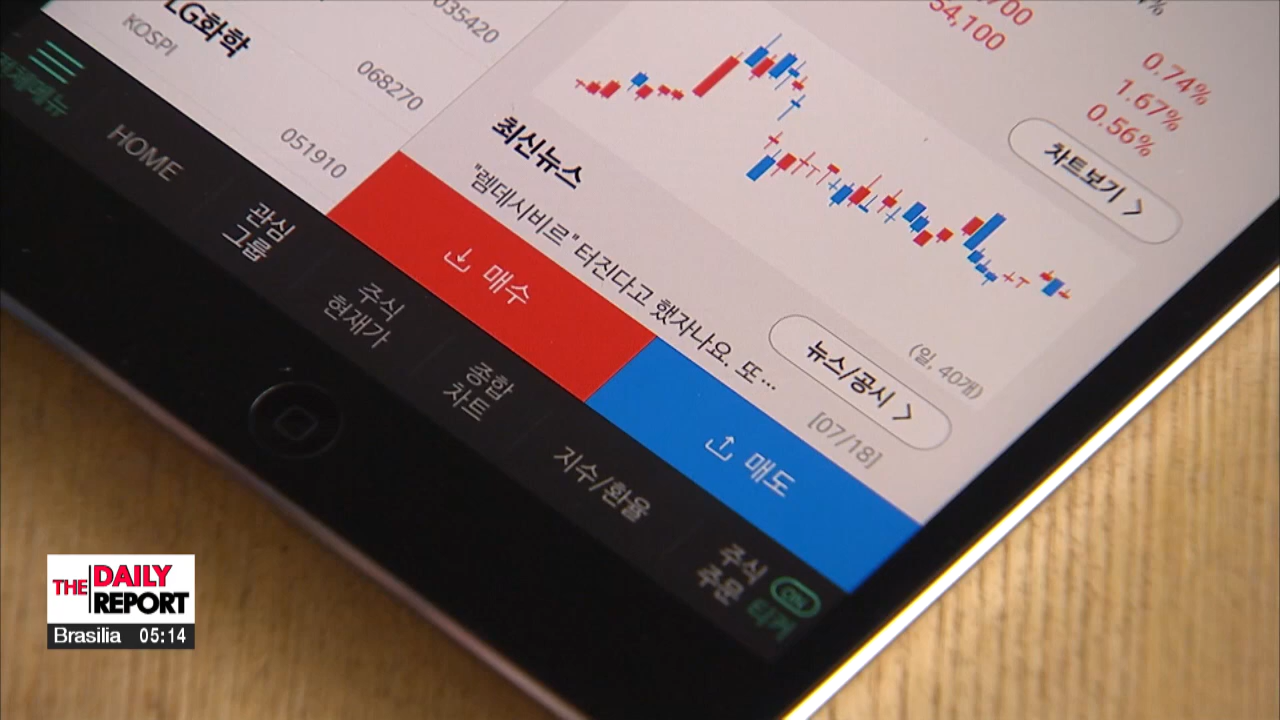 035420
LG화학
KOSPI
068270
051910
54,100
0.74%
1.67%
0.56%
차트보기 >
최신뉴스
"렘데시비르" 터진다고 했자나요. 또...
(일, 40개)
뉴스/공시 >
[07/18]
매수
매도
HOME
관심
그룹
주식
현재가
종합
차트
지수/환율
주식
주문
ON
티커
THE DAILY
REPORT
Brasilia 05:14